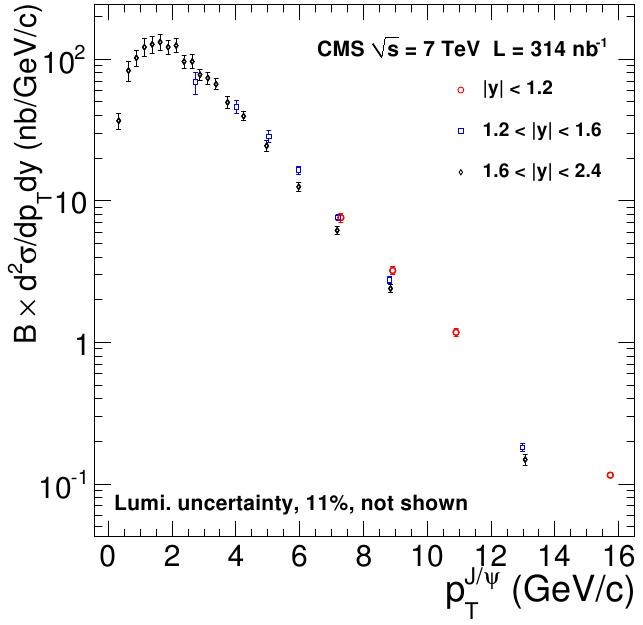 CMS √s = 7 TeV L = 314 nb⁻¹
|y| < 1.2
1.2 < |y| < 1.6
1.6 < |y| < 2.4
B × d²σ/dp_T dy (nb/GeV/c)
10²
10
1
10⁻¹
Lumi. uncertainty, 11%, not shown
0 2 4 6 8 10 12 14 16
p_T^{J/ψ} (GeV/c)